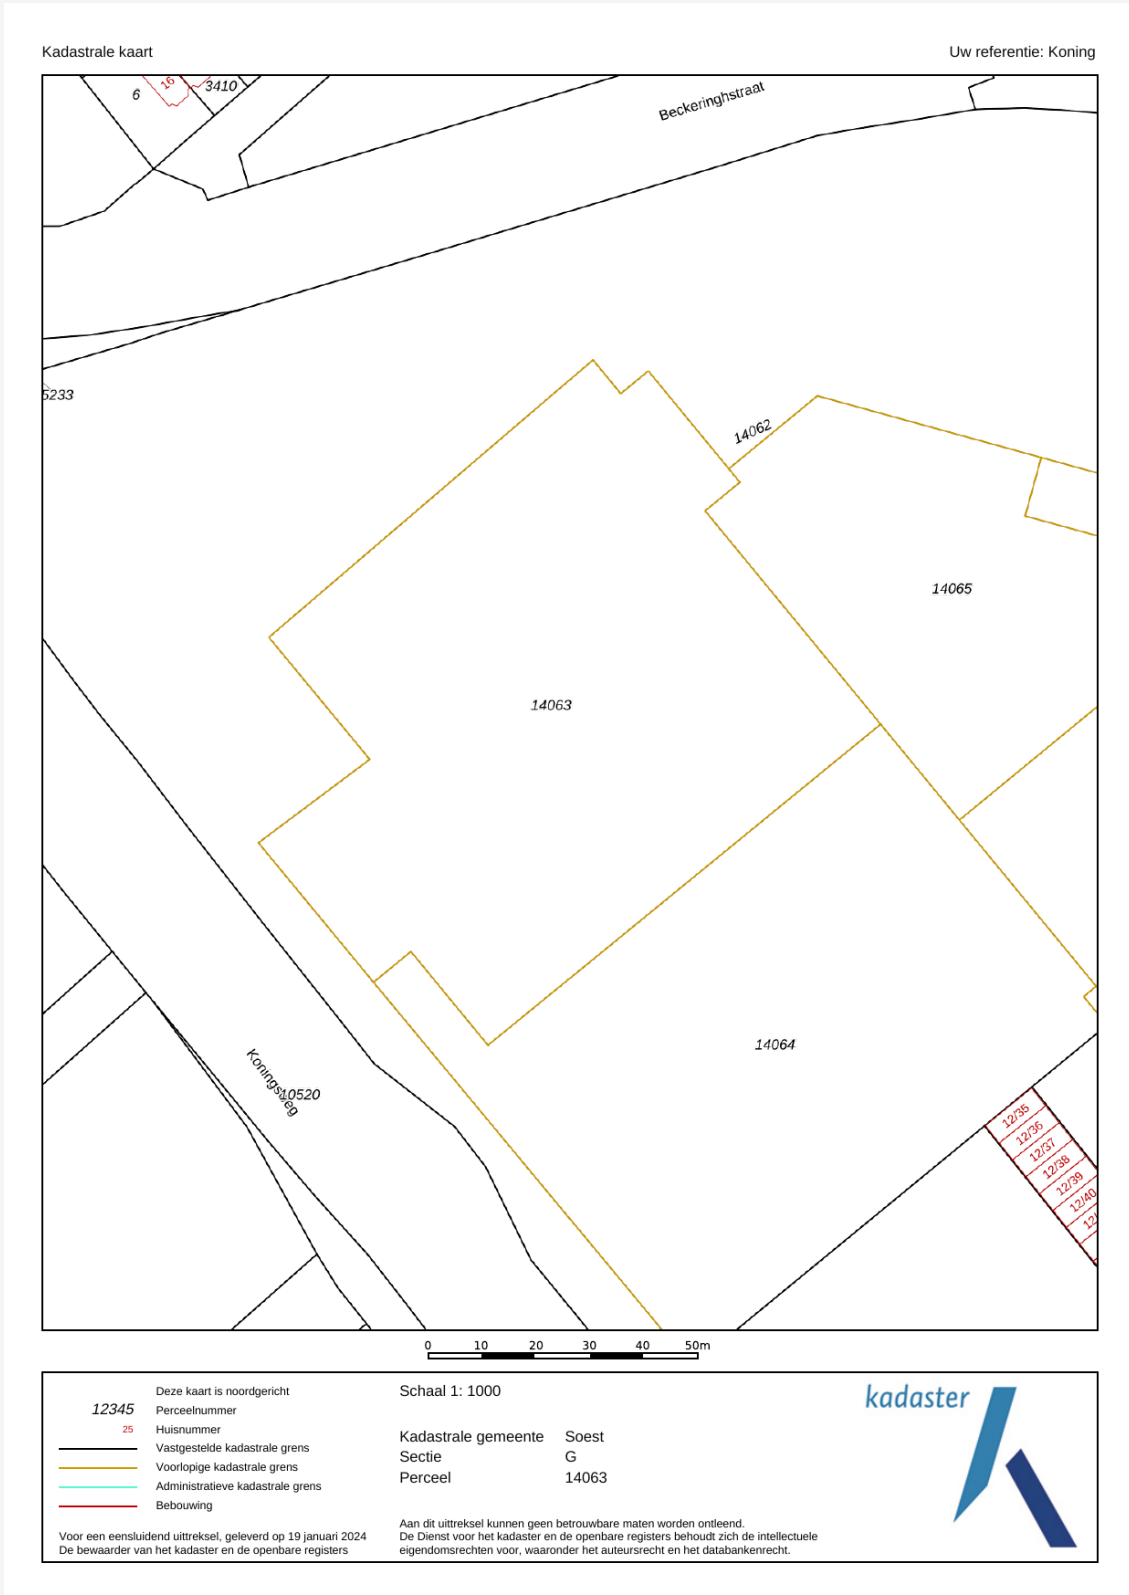 Kadastrale kaart
Uw referentie: Koning
6
16
3410
Beckeringhstraat
5233
14062
14065
14063
14064
Koningsweg
10520
12/35
12/36
12/37
12/38
12/39
12/40
12/
0 10 20 30 40 50m
Deze kaart is noordgericht
12345 Perceelnummer
25 Huisnummer
Vastgestelde kadastrale grens
Voorlopige kadastrale grens
Administratieve kadastrale grens
Bebouwing
Voor een eensluidend uittreksel, geleverd op 19 januari 2024
De bewaarder van het kadaster en de openbare registers
Schaal 1: 1000
Kadastrale gemeente Soest
Sectie G
Perceel 14063
Aan dit uittreksel kunnen geen betrouwbare maten worden ontleend.
De Dienst voor het kadaster en de openbare registers behoudt zich de intellectuele
eigendomsrechten voor, waaronder het auteursrecht en het databankenrecht.
kadaster